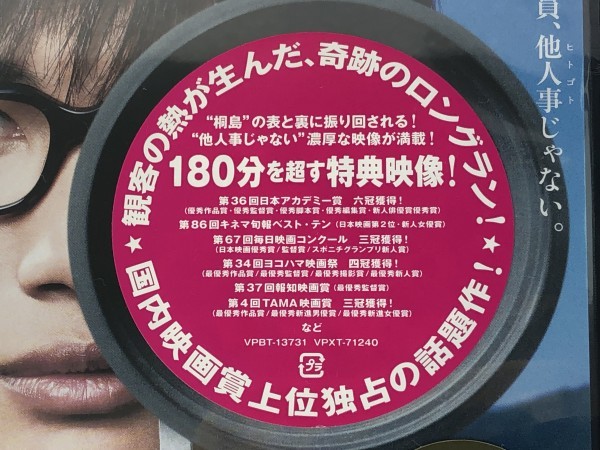 員、他人事じゃない。
ヒトゴト
★観客の熱が生んだ、奇跡のロングラン!
"桐島"の表と裏に振り回される!
"他人事じゃない"濃厚な映像が満載!
180分を超す特典映像!
第36回日本アカデミー賞 六冠獲得!
(優秀作品賞・優秀監督賞・優秀脚本賞・優秀編集賞・新人俳優賞優秀賞)
第86回キネマ旬報ベスト・テン(日本映画第2位・新人女優賞)
第67回毎日映画コンクール 三冠獲得!
(日本映画優秀賞/監督賞/スポニチグランプリ新人賞)
第34回ヨコハマ映画祭 四冠獲得!
(最優秀作品賞/最優秀監督賞/最優秀撮影賞/最優秀新人賞)
第37回報知映画賞(最優秀監督賞)
第4回TAMA映画賞 三冠獲得!
(最優秀作品賞/最優秀新進男優賞/最優秀新進女優賞)
など
VPBT-13731 VPXT-71240
プラ
★国内映画賞上位独占の話題作!